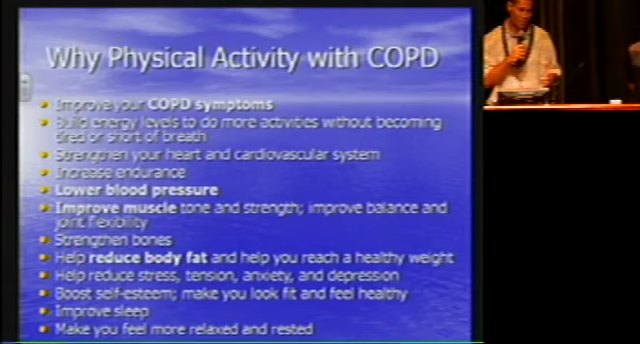 Why Physical Activity with COPD
Improve your COPD symptoms
Build energy levels to do more activities without becoming
tired or short of breath
Strengthen your heart and cardiovascular system
Increase endurance
Lower blood pressure
Improve muscle tone and strength; improve balance and
joint flexibility
Strengthen bones
Help reduce body fat and help you reach a healthy weight
Help reduce stress, tension, anxiety, and depression
Boost self-esteem; make you look fit and feel healthy
Improve sleep
Make you feel more relaxed and rested